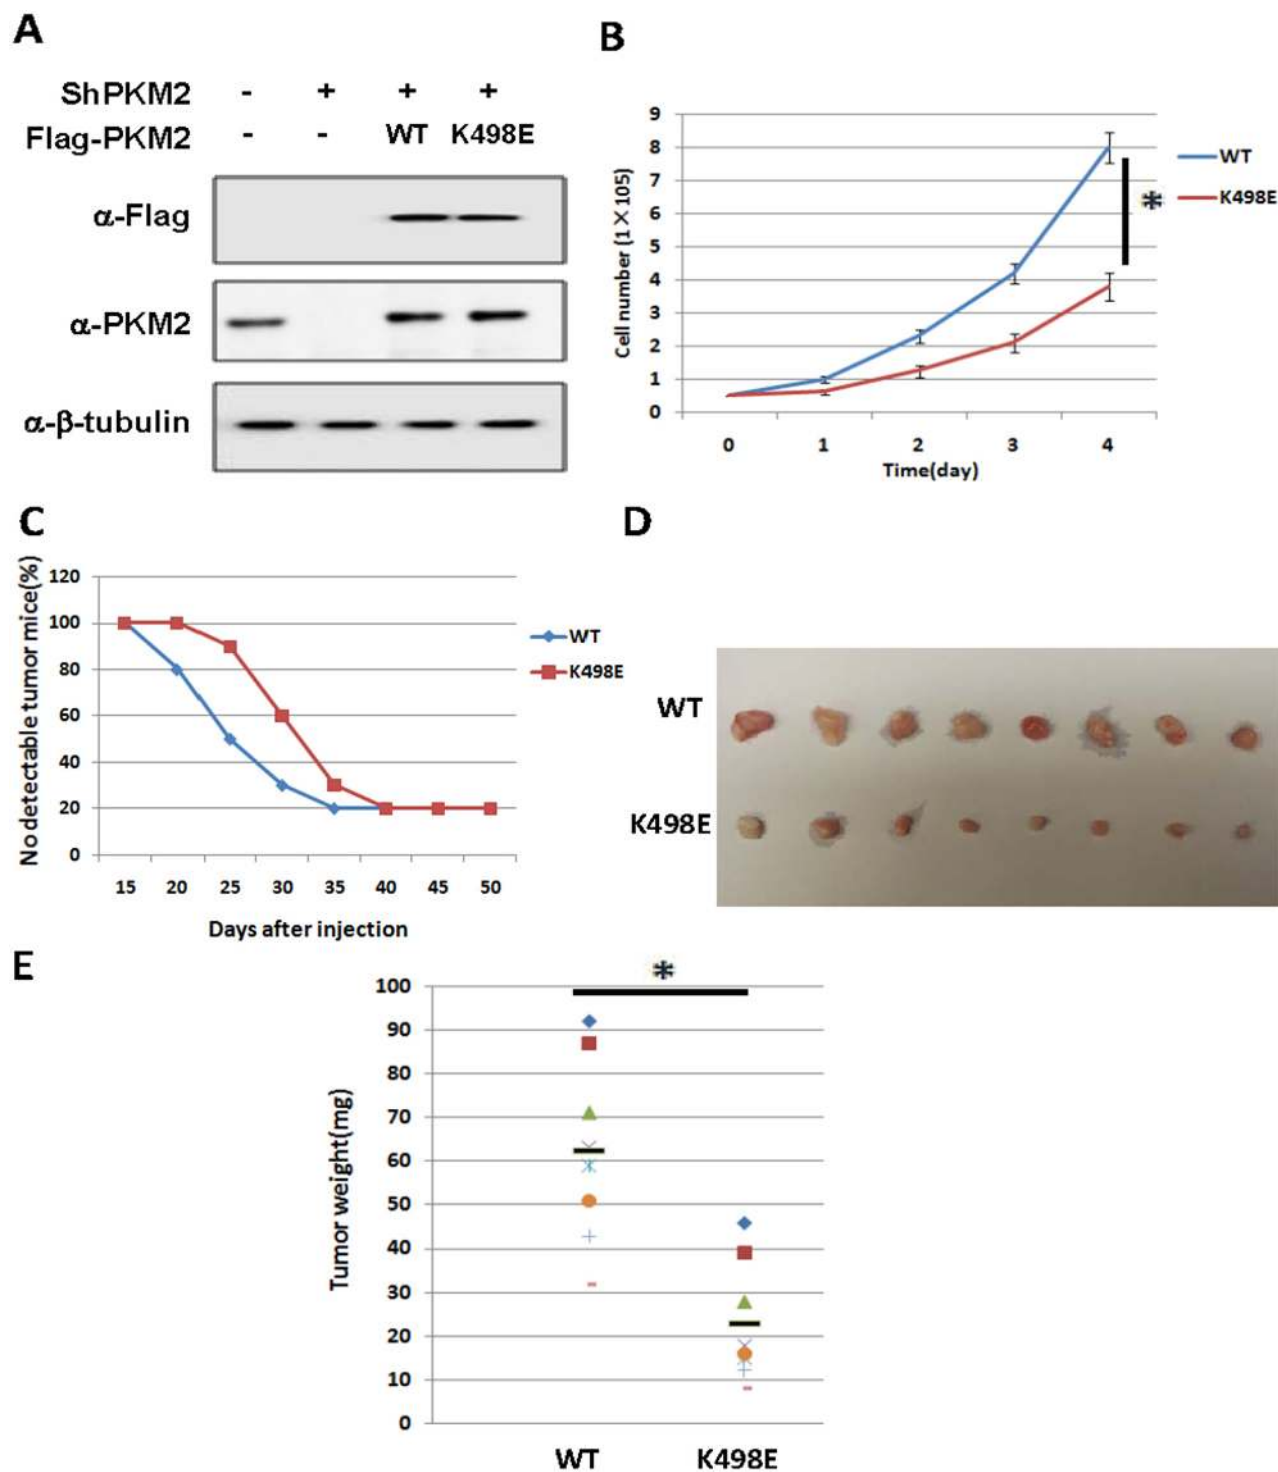 A
ShPKM2 - + + +
Flag-PKM2 - - WT K498E
α-Flag
α-PKM2
α-β-tubulin
B
Cell number (1×105)
9
8
7
6
5
4
3
2
1
0
0 1 2 3 4
Time(day)
WT
K498E
*
C
No detectable tumor mice(%)
120
100
80
60
40
20
0
15 20 25 30 35 40 45 50
Days after injection
WT
K498E
D
WT
K498E
E
*
Tumor weight(mg)
100
90
80
70
60
50
40
30
20
10
0
WT K498E